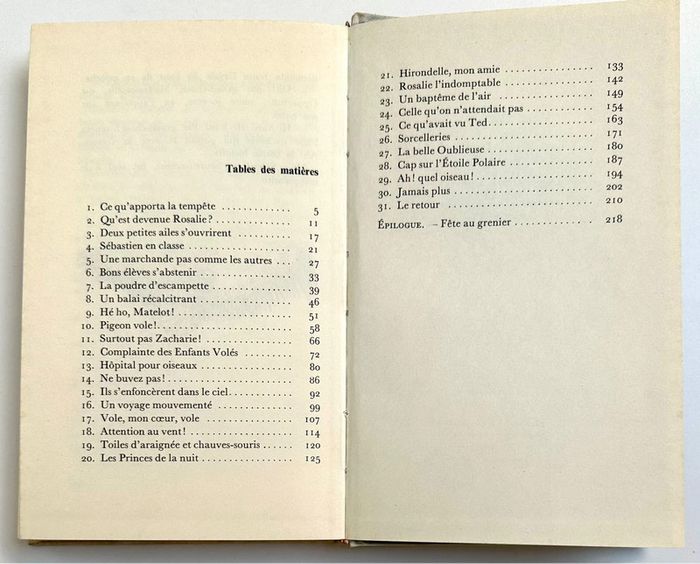 Tables des matières
1. Ce qu'apporta la tempête ............ 5
2. Qu'est devenue Rosalie? ............ 11
3. Deux petites ailes s'ouvrirent ......... 17
4. Sébastien en classe ................. 21
5. Une marchande pas comme les autres ... 27
6. Bons élèves s'abstenir ............... 33
7. La poudre d'escampette ............. 39
8. Un balai récalcitrant ............... 46
9. Hé ho, Matelot! .................. 51
10. Pigeon vole!..................... 58
11. Surtout pas Zacharie! .............. 66
12. Complainte des Enfants Volés ........ 72
13. Hôpital pour oiseaux ............... 80
14. Ne buvez pas! .................... 86
15. Ils s'enfoncèrent dans le ciel.......... 92
16. Un voyage mouvementé ............ 99
17. Vole, mon cœur, vole .............. 107
18. Attention au vent! ................ 114
19. Toiles d'araignée et chauves-souris ..... 120
20. Les Princes de la nuit .............. 125
21. Hirondelle, mon amie .............. 133
22. Rosalie l'indomptable .............. 142
23. Un baptême de l'air ............... 149
24. Celle qu'on n'attendait pas .......... 154
25. Ce qu'avait vu Ted................ 163
26. Sorcelleries ...................... 171
27. La belle Oublieuse ................ 180
28. Cap sur l'Étoile Polaire ............. 187
29. Ah! quel oiseau! .................. 194
30. Jamais plus ...................... 202
31. Le retour ....................... 210
ÉPILOGUE. – Fête au grenier ............ 218